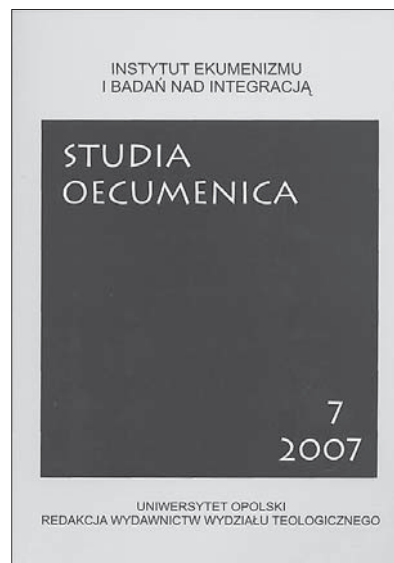 INSTYTUT EKUMENIZMU
I BADAŃ NAD INTEGRACJĄ
STUDIA
OECUMENICA
7
2007
UNIWERSYTET OPOLSKI
REDAKCJA WYDAWNICTW WYDZIAŁU TEOLOGICZNEGO